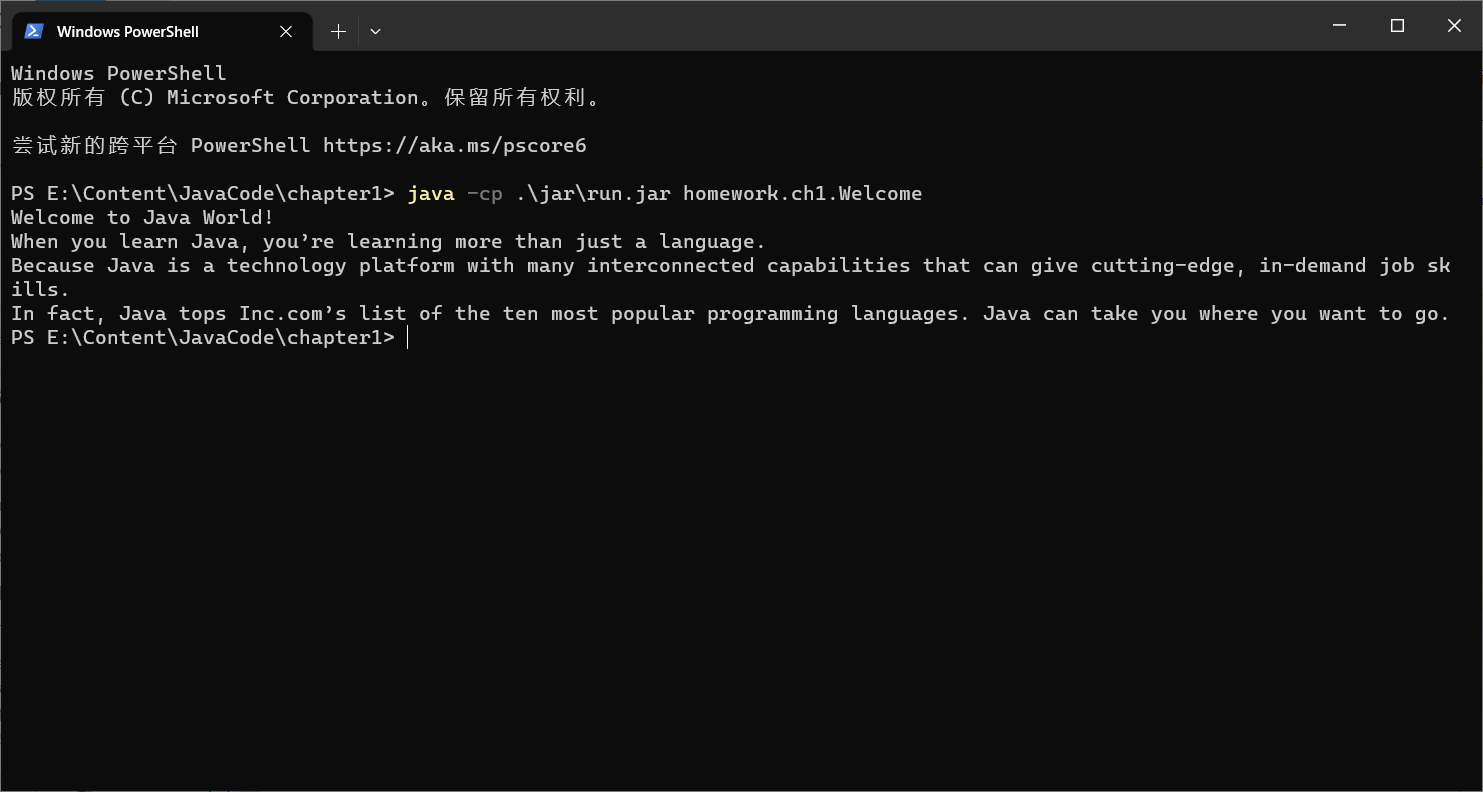 Windows PowerShell
Windows PowerShell
版权所有 (C) Microsoft Corporation。保留所有权利。
尝试新的跨平台 PowerShell https://aka.ms/pscore6
PS E:\Content\JavaCode\chapter1> java -cp .\jar\run.jar homework.ch1.Welcome
Welcome to Java World!
When you learn Java, you’re learning more than just a language.
Because Java is a technology platform with many interconnected capabilities that can give cutting-edge, in-demand job sk
ills.
In fact, Java tops Inc.com’s list of the ten most popular programming languages. Java can take you where you want to go.
PS E:\Content\JavaCode\chapter1>